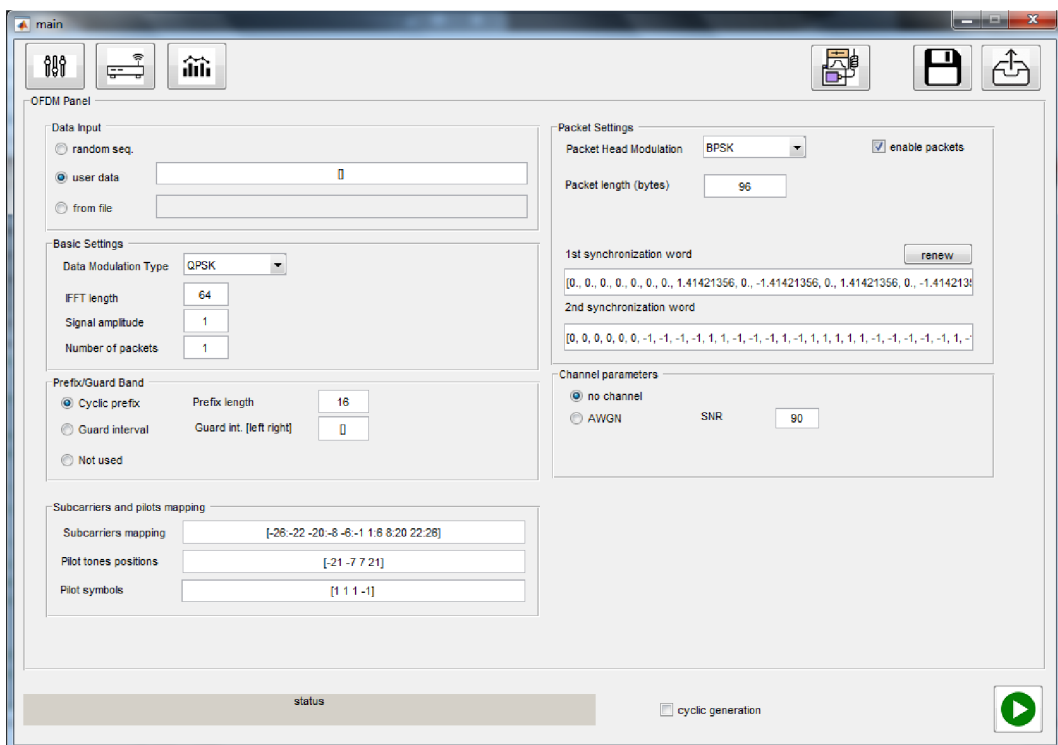 main
OFDM Panel
Data Input
random seq.
user data []
from file
Basic Settings
Data Modulation Type QPSK
IFFT length 64
Signal amplitude 1
Number of packets 1
Prefix/Guard Band
Cyclic prefix Prefix length 16
Guard interval Guard int. [left right] []
Not used
Subcarriers and pilots mapping
Subcarriers mapping [-26:-22 -20:-8 -6:-1 1:6 8:20 22:26]
Pilot tones positions [-21 -7 7 21]
Pilot symbols [1 1 1 -1]
Packet Settings
Packet Head Modulation BPSK enable packets
Packet length (bytes) 96
1st synchronization word renew
[0., 0., 0., 0., 0., 0., 0., 1.41421356, 0., -1.41421356, 0., 1.41421356, 0., -1.4142135
2nd synchronization word
[0, 0, 0, 0, 0, 0, -1, -1, -1, -1, 1, 1, -1, -1, -1, 1, -1, 1, 1, 1, 1, 1, -1, -1, -1, -1, -1, 1, -
Channel parameters
no channel
AWGN SNR 90
status
cyclic generation